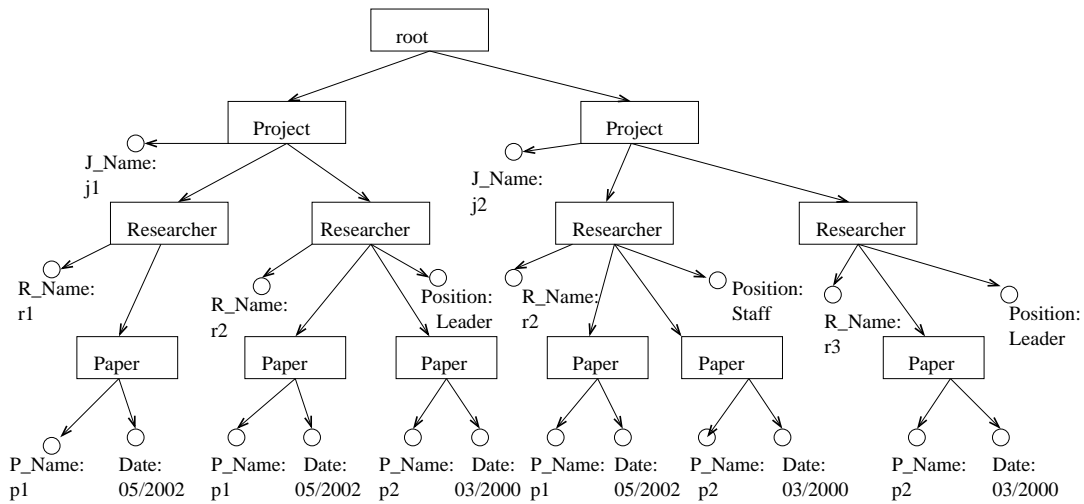 root
Project
Project
J_Name:
j1
J_Name:
j2
Researcher
Researcher
Researcher
Researcher
R_Name:
r1
R_Name:
r2
Position:
Leader
R_Name:
r2
Position:
Staff
R_Name:
r3
Position:
Leader
Paper
Paper
Paper
Paper
Paper
Paper
P_Name:
p1
Date:
05/2002
P_Name:
p1
Date:
05/2002
P_Name:
p2
Date:
03/2000
P_Name:
p1
Date:
05/2002
P_Name:
p2
Date:
03/2000
P_Name:
p2
Date:
03/2000